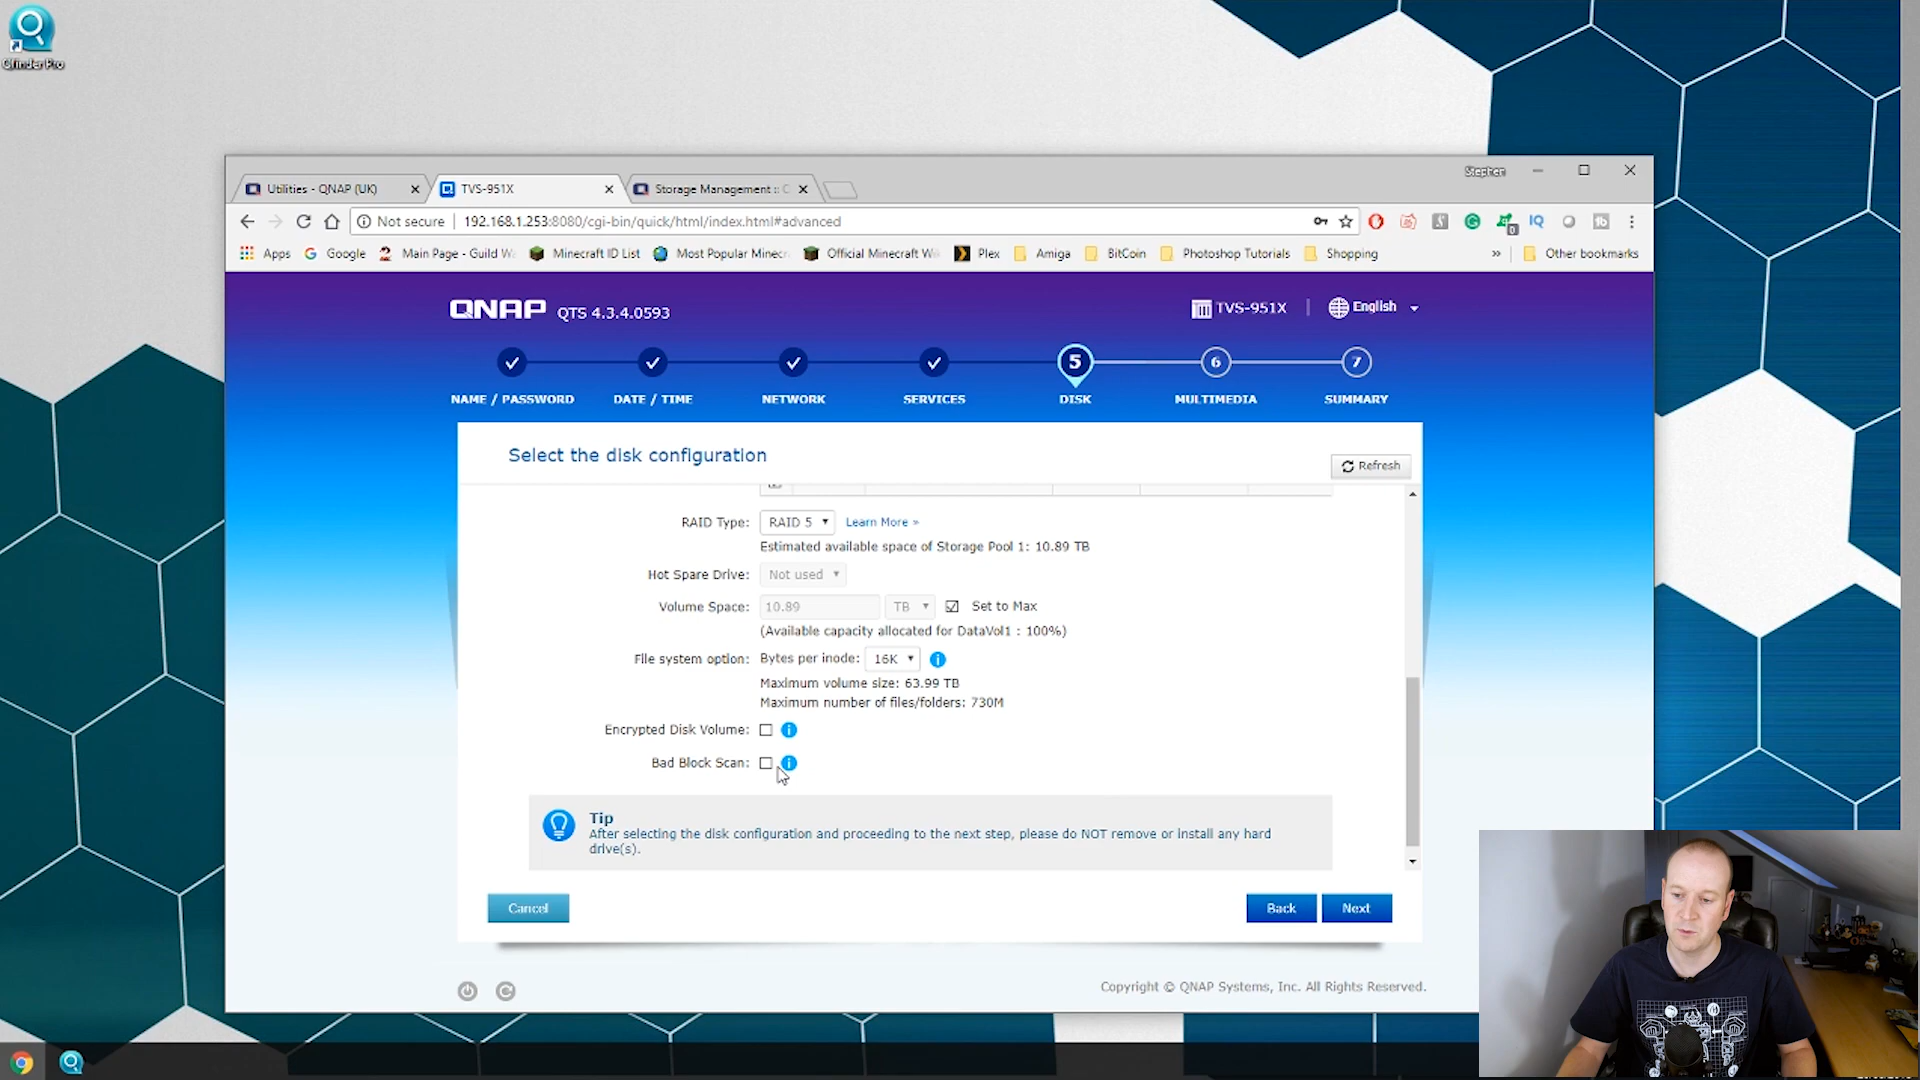 Qfinder Pro
Stephen
Utilities - QNAP (UK)
TVS-951X
Storage Management :: C
Not secure
192.168.1.253:8080/cgi-bin/quick/html/index.html#advanced
Apps
Google
Main Page - Guild W
Minecraft ID List
Most Popular Minec
Official Minecraft Wi
Plex
Amiga
BitCoin
Photoshop Tutorials
Shopping
»
Other bookmarks
QNAP QTS 4.3.4.0593
TVS-951X
English
5
6
7
NAME / PASSWORD
DATE / TIME
NETWORK
SERVICES
DISK
MULTIMEDIA
SUMMARY
Select the disk configuration
Refresh
RAID Type: RAID 5 Learn More »
Estimated available space of Storage Pool 1: 10.89 TB
Hot Spare Drive: Not used
Volume Space: 10.89 TB Set to Max
(Available capacity allocated for DataVol1 : 100%)
File system option: Bytes per inode: 16K
Maximum volume size: 63.99 TB
Maximum number of files/folders: 730M
Encrypted Disk Volume:
Bad Block Scan:
Tip
After selecting the disk configuration and proceeding to the next step, please do NOT remove or install any hard
drive(s).
Cancel
Back
Next
Copyright © QNAP Systems, Inc. All Rights Reserved.